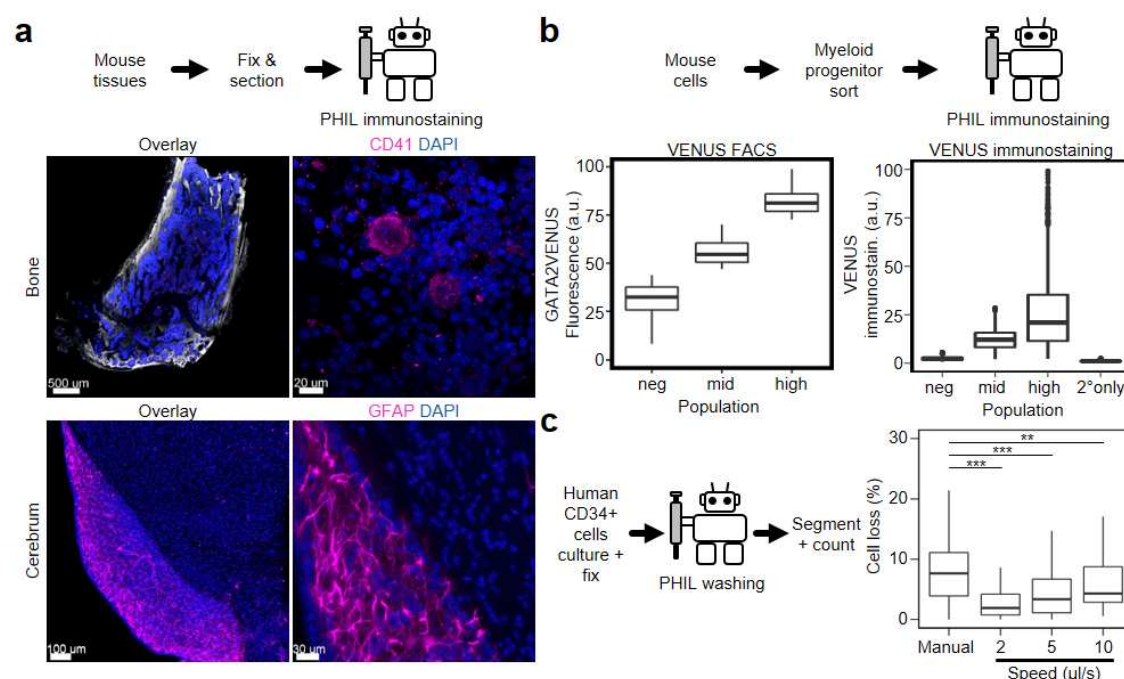 a
Mouse
tissues
Fix &
section
PHIL immunostaining
Overlay
CD41 DAPI
Bone
500 um
20 um
Overlay
GFAP DAPI
Cerebrum
100 um
30 um
b
Mouse
cells
Myeloid
progenitor
sort
PHIL immunostaining
VENUS FACS
GATA2VENUS
Fluorescence (a.u.)
100
75
50
25
0
neg mid high
Population
VENUS immunostaining
VENUS
immunostain. (a.u.)
100
75
50
25
0
neg mid high 2°only
Population
c
Human
CD34+
cells
culture +
fix
PHIL washing
Segment
+ count
Cell loss (%)
30
20
10
0
**
***
***
Manual 2 5 10
Speed (ul/s)